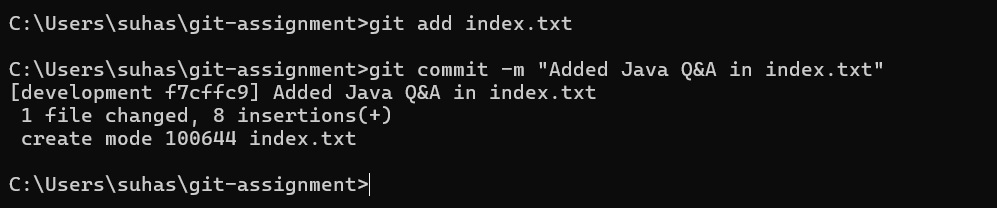 C:\Users\suhas\git-assignment>git add index.txt
C:\Users\suhas\git-assignment>git commit -m "Added Java Q&A in index.txt"
[development f7cffc9] Added Java Q&A in index.txt
 1 file changed, 8 insertions(+)
 create mode 100644 index.txt
C:\Users\suhas\git-assignment>